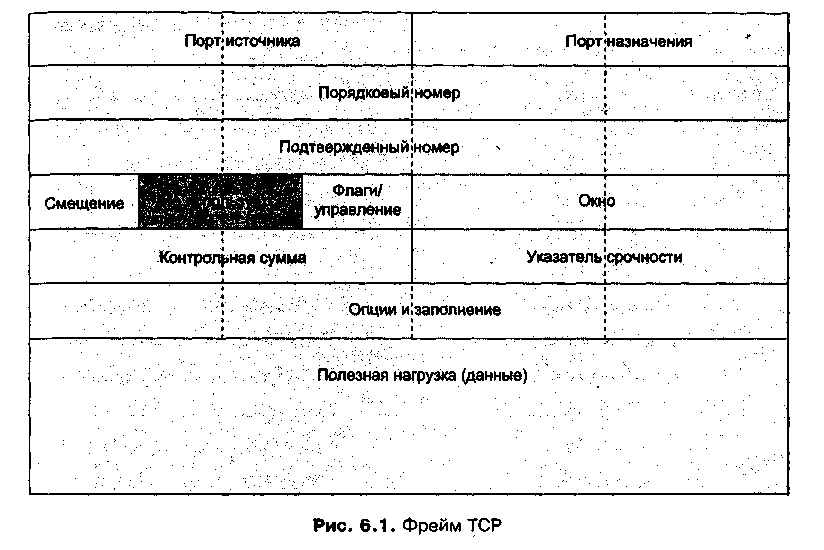 Порт источника
Порт назначения
Порядковый номер
Подтвержденный номер
Смещение
Флаги/
управление
Окно
Контрольная сумма
Указатель срочности
Опции и заполнение
Полезная нагрузка (данные)
Рис. 6.1. Фрейм TCP